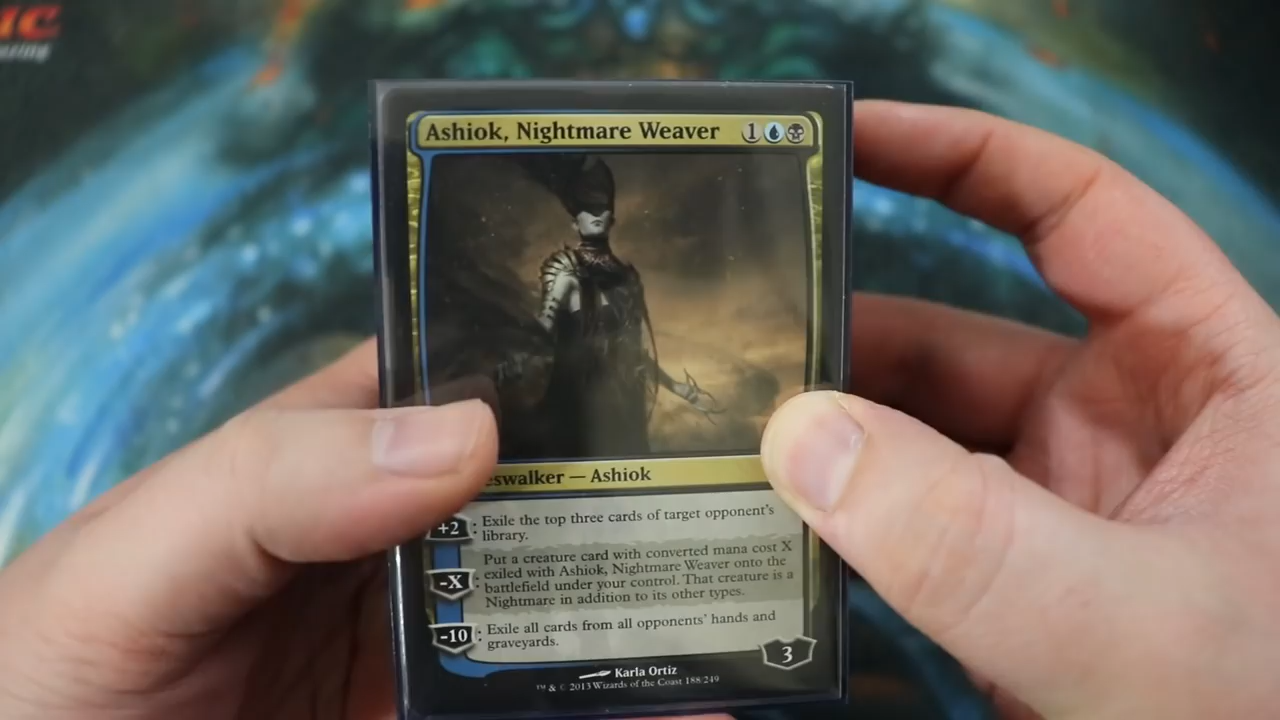 Ashiok, Nightmare Weaver 1
eswalker — Ashiok
+2 : Exile the top three cards of target opponent's
library.
Put a creature card with converted mana cost X
-X : exiled with Ashiok, Nightmare Weaver onto the
battlefield under your control. That creature is a
Nightmare in addition to its other types.
-10 : Exile all cards from all opponents' hands and
graveyards.
3
Karla Ortiz
™ & © 2013 Wizards of the Coast 188/249